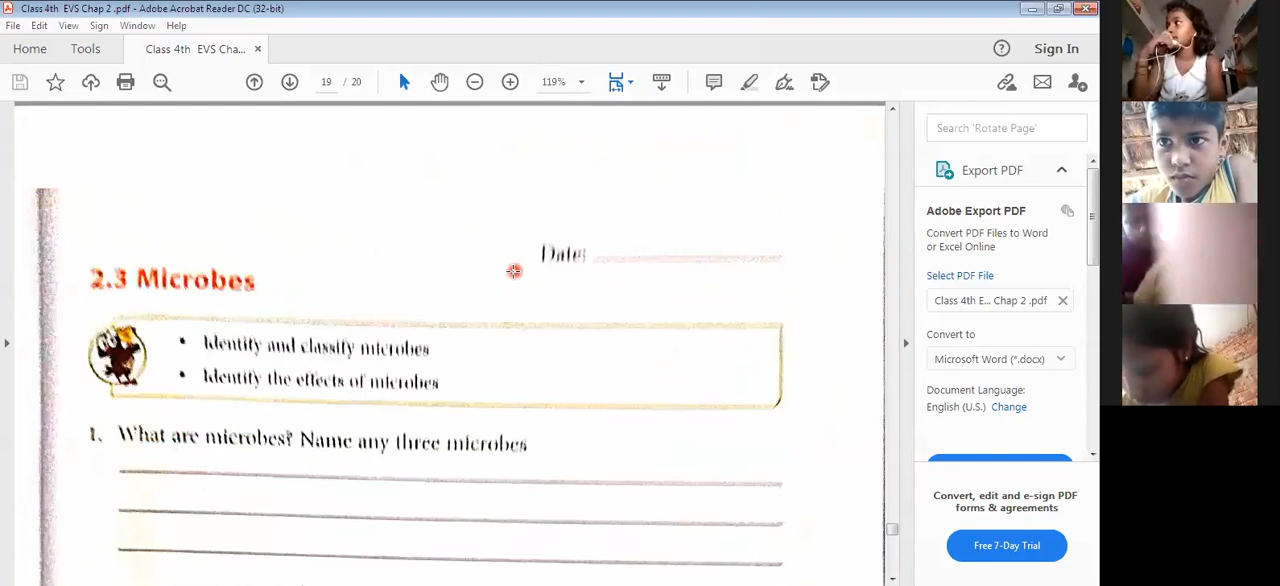 Class 4th EVS Chap 2 .pdf - Adobe Acrobat Reader DC (32-bit)
File Edit View Sign Window Help
Home Tools Class 4th EVS Cha... × Sign In
19 / 20 119%
Search 'Rotate Page'
Export PDF
Adobe Export PDF
Convert PDF Files to Word
or Excel Online
Select PDF File
Class 4th E... Chap 2 .pdf
Convert to
Microsoft Word (*.docx)
Document Language:
English (U.S.) Change
Convert, edit and e-sign PDF
forms & agreements
Free 7-Day Trial
Date:
2.3 Microbes
• Identify and classify microbes
• Identify the effects of microbes
1. What are microbes? Name any three microbes